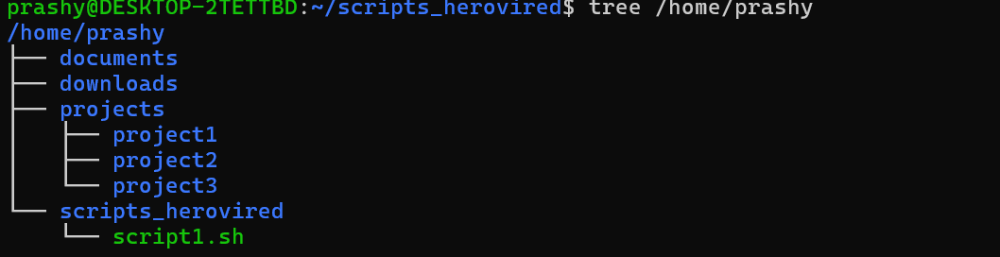 prashy@DESKTOP-2TETTBD:~/scripts_herovired$ tree /home/prashy
/home/prashy
├── documents
├── downloads
├── projects
│   ├── project1
│   ├── project2
│   └── project3
└── scripts_herovired
    └── script1.sh